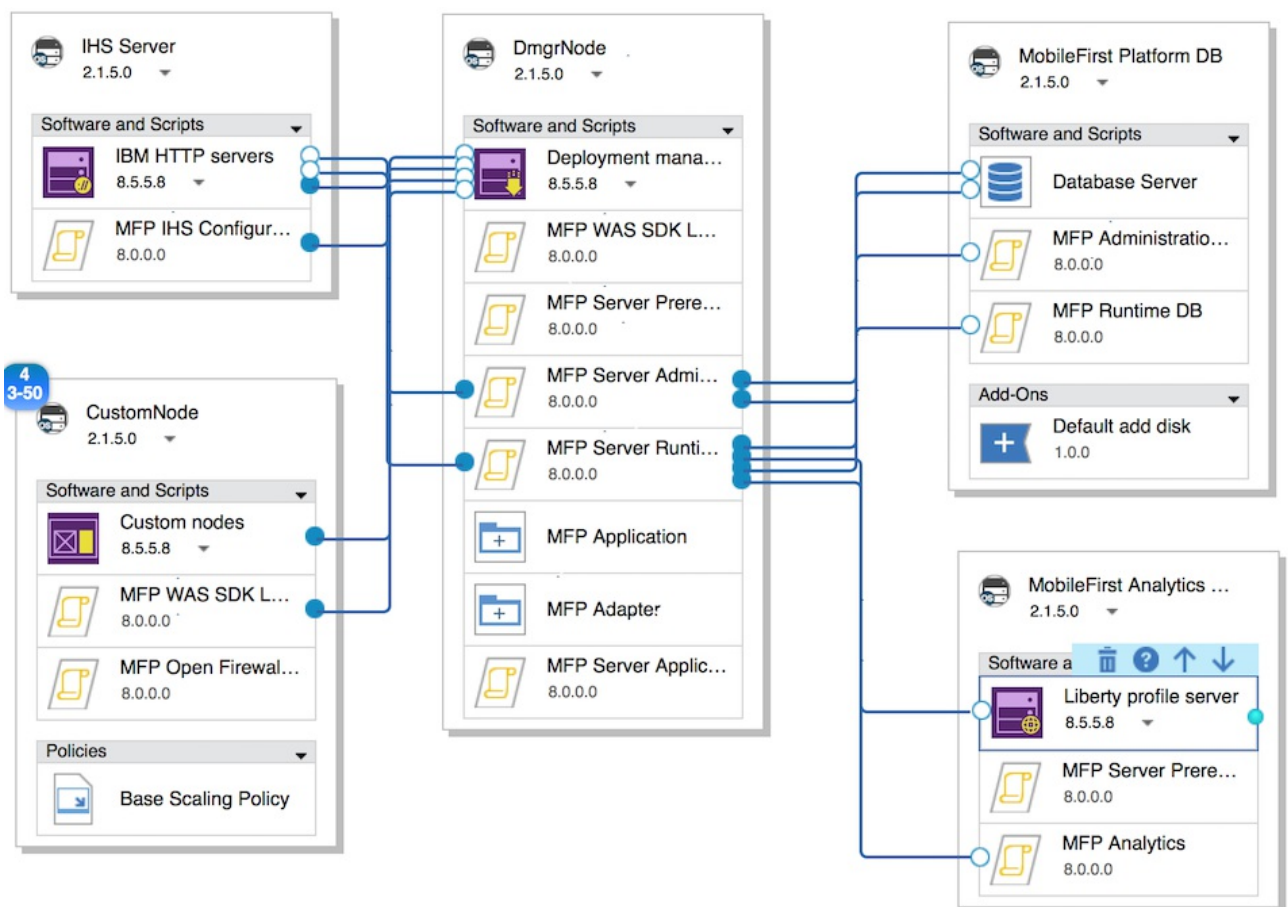 IHS Server
2.1.5.0
Software and Scripts
IBM HTTP servers
8.5.5.8
MFP IHS Configur...
8.0.0.0
4
3-50
CustomNode
2.1.5.0
Software and Scripts
Custom nodes
8.5.5.8
MFP WAS SDK L...
8.0.0.0
MFP Open Firewal...
8.0.0.0
Policies
Base Scaling Policy
DmgrNode
2.1.5.0
Software and Scripts
Deployment mana...
8.5.5.8
MFP WAS SDK L...
8.0.0.0
MFP Server Prere...
8.0.0.0
MFP Server Admi...
8.0.0.0
MFP Server Runti...
8.0.0.0
MFP Application
MFP Adapter
MFP Server Applic...
8.0.0.0
MobileFirst Platform DB
2.1.5.0
Software and Scripts
Database Server
MFP Administratio...
8.0.0.0
MFP Runtime DB
8.0.0.0
Add-Ons
Default add disk
1.0.0
MobileFirst Analytics ...
2.1.5.0
Software a
Liberty profile server
8.5.5.8
MFP Server Prere...
8.0.0.0
MFP Analytics
8.0.0.0